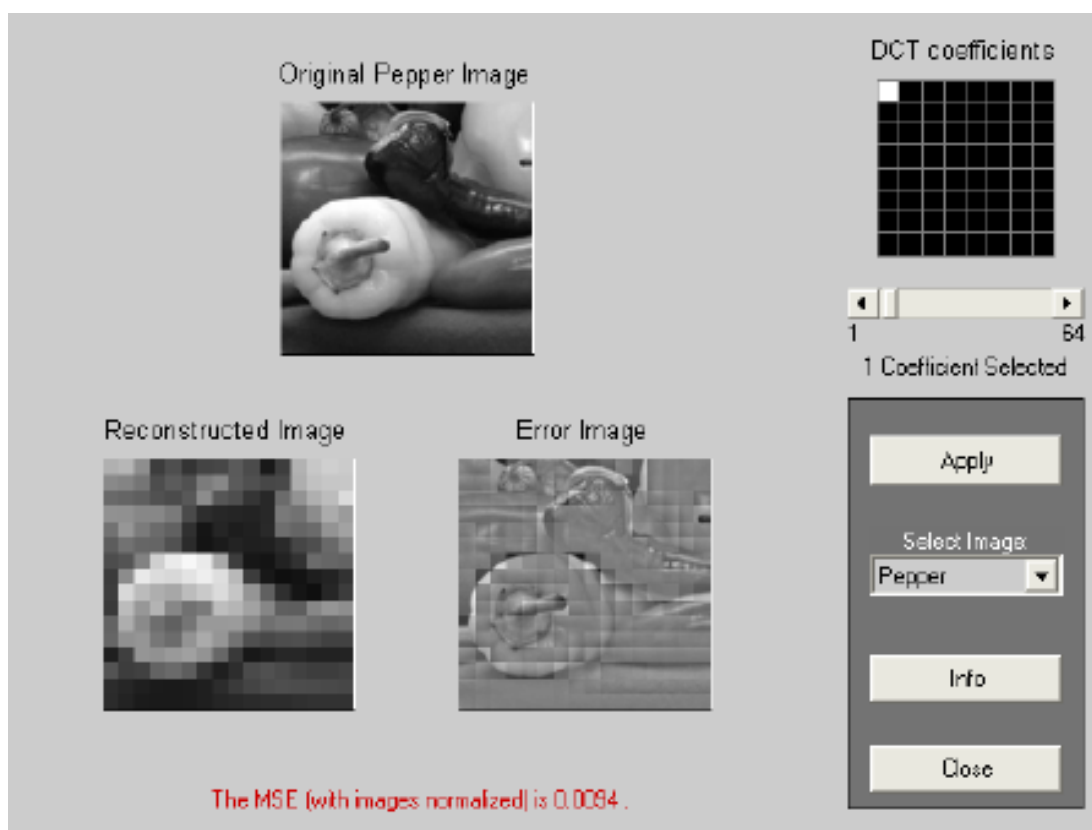 DCT coefficients
Original Pepper Image
1 64
1 Coefficient Selected
Reconstructed Image
Error Image
Apply
Select Image:
Pepper
Info
Close
The MSE (with images normalized) is 0.0094 .